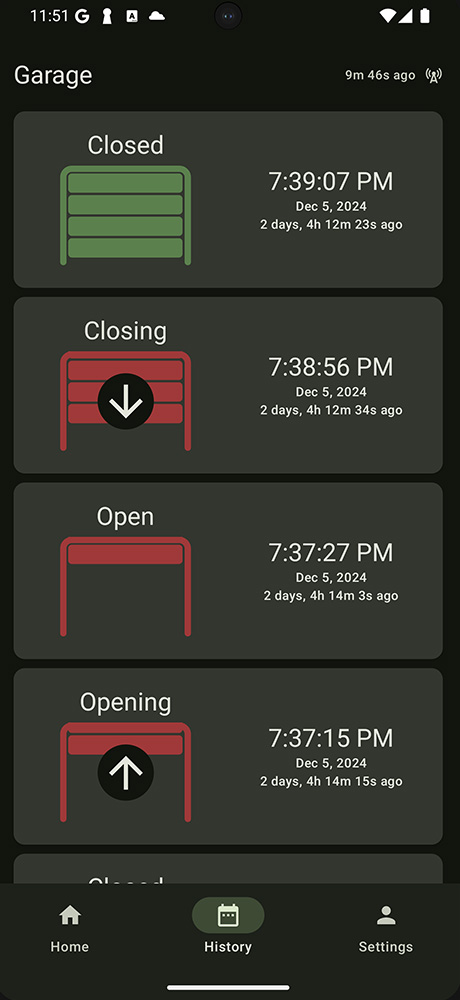 11:51
Garage
9m 46s ago
Closed
7:39:07 PM
Dec 5, 2024
2 days, 4h 12m 23s ago
Closing
7:38:56 PM
Dec 5, 2024
2 days, 4h 12m 34s ago
Open
7:37:27 PM
Dec 5, 2024
2 days, 4h 14m 3s ago
Opening
7:37:15 PM
Dec 5, 2024
2 days, 4h 14m 15s ago
Closed
Home
History
Settings